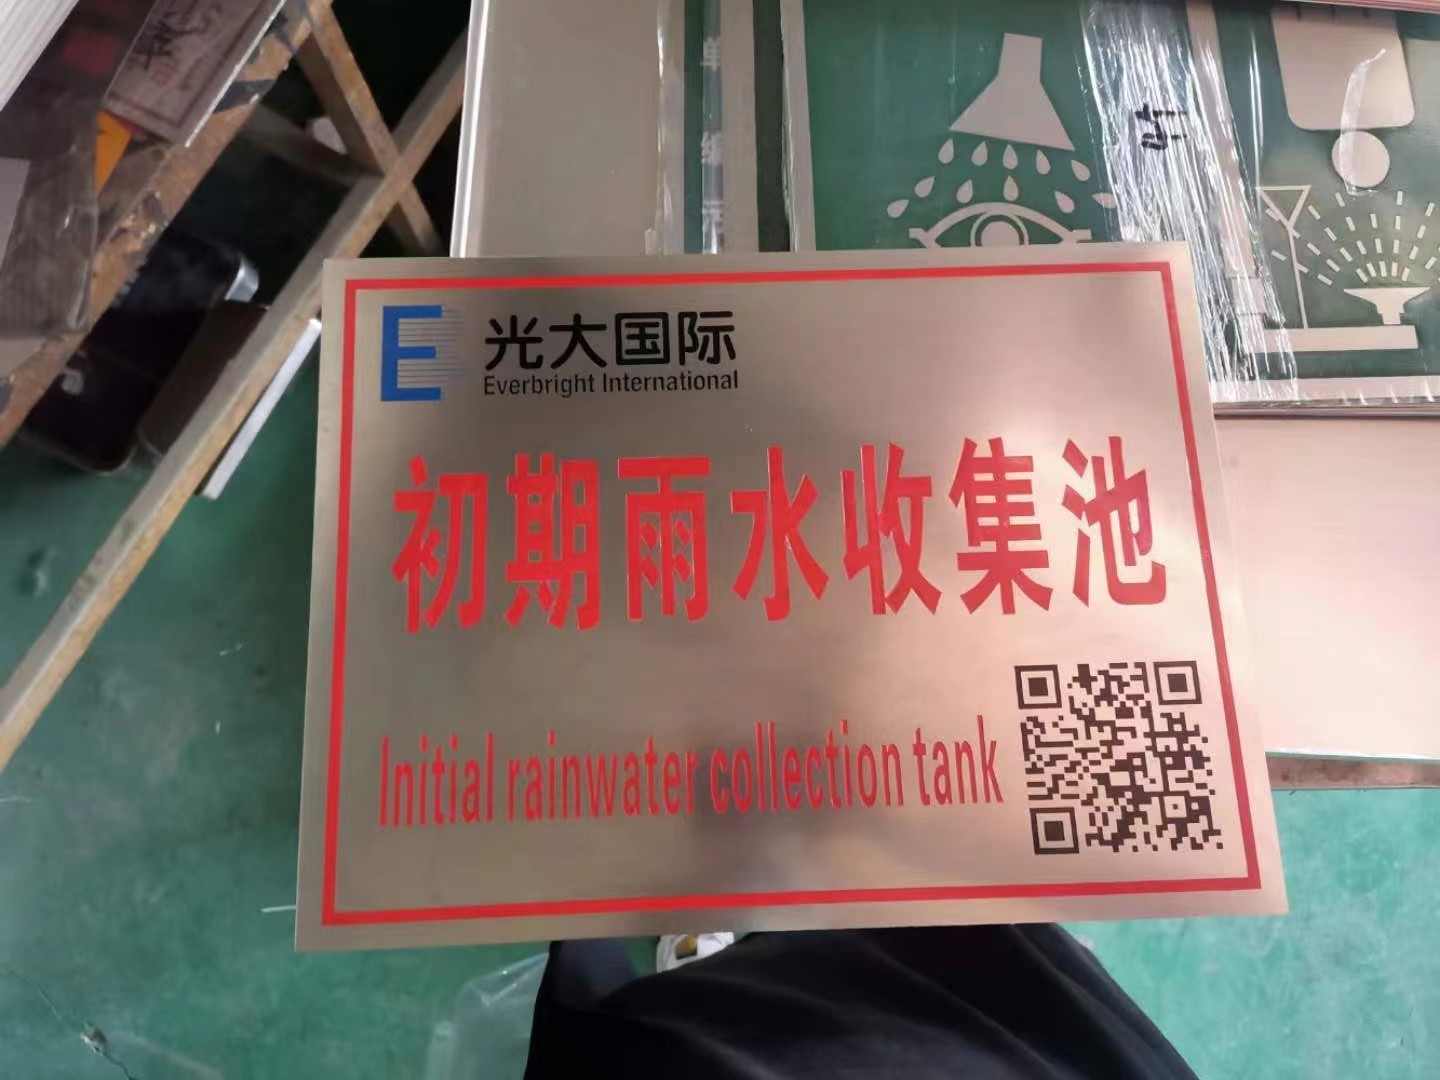 光大国际
Everbright International
初期雨水收集池
Initial rainwater collection tank